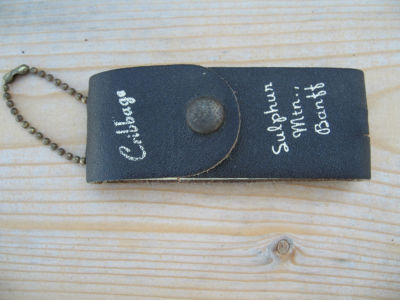 Cribbage
Sulphur
Mtn.,
Banff